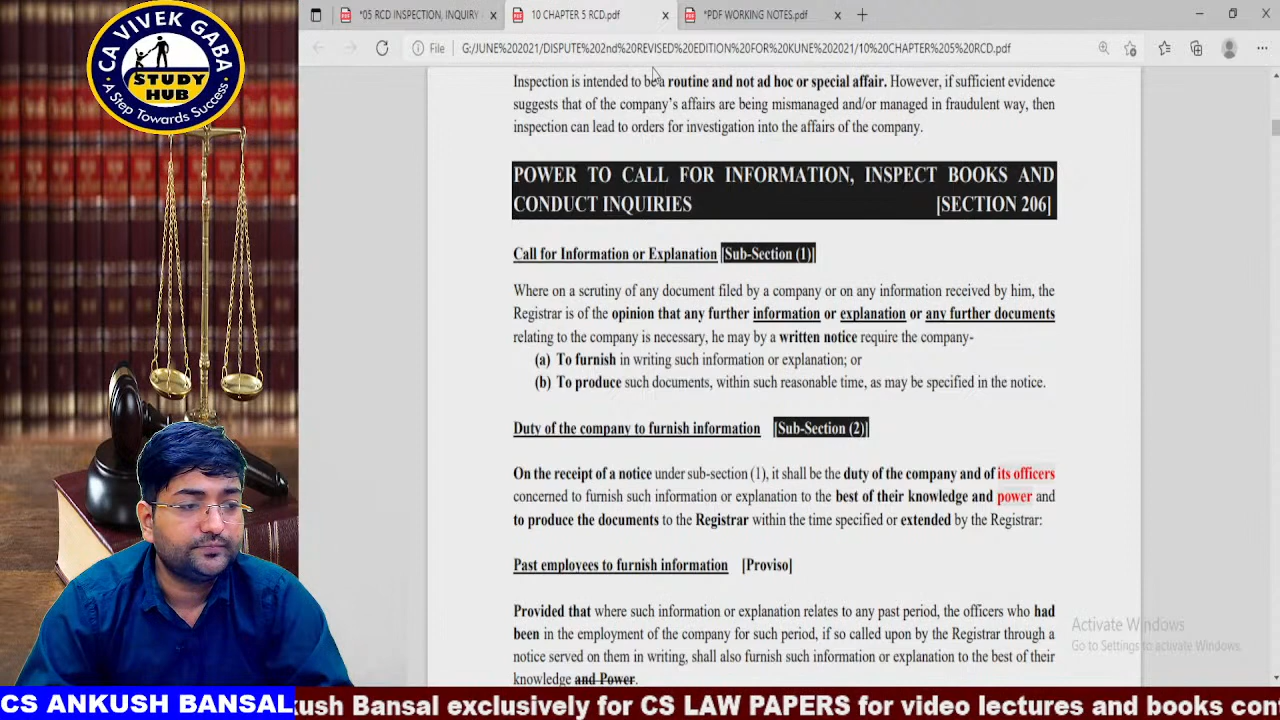 CA VIVEK GABA
STUDY
HUB
A Step Towards Success
*05 RCD INSPECTION, INQUIRY
10 CHAPTER 5 RCD.pdf
*PDF WORKING NOTES.pdf
File
G:/JUNE%202021/DISPUTE%202nd%20REVISED%20EDITION%20FOR%20KUNE%202021/10%20CHAPTER%205%20RCD.pdf
Inspection is intended to be a routine and not ad hoc or special affair. However, if sufficient evidence
suggests that of the company's affairs are being mismanaged and/or managed in fraudulent way, then
inspection can lead to orders for investigation into the affairs of the company.
POWER TO CALL FOR INFORMATION, INSPECT BOOKS AND
CONDUCT INQUIRIES [SECTION 206]
Call for Information or Explanation [Sub-Section (1)]
Where on a scrutiny of any document filed by a company or on any information received by him, the
Registrar is of the opinion that any further information or explanation or any further documents
relating to the company is necessary, he may by a written notice require the company-
(a) To furnish in writing such information or explanation; or
(b) To produce such documents, within such reasonable time, as may be specified in the notice.
Duty of the company to furnish information [Sub-Section (2)]
On the receipt of a notice under sub-section (1), it shall be the duty of the company and of its officers
concerned to furnish such information or explanation to the best of their knowledge and power and
to produce the documents to the Registrar within the time specified or extended by the Registrar:
Past employees to furnish information [Proviso]
Provided that where such information or explanation relates to any past period, the officers who had
been in the employment of the company for such period, if so called upon by the Registrar through a
notice served on them in writing, shall also furnish such information or explanation to the best of their
knowledge and Power.
Activate Windows
Go to Settings to activate Windows.
CS ANKUSH BANSAL
kush Bansal exclusively for CS LAW PAPERS for video lectures and books con